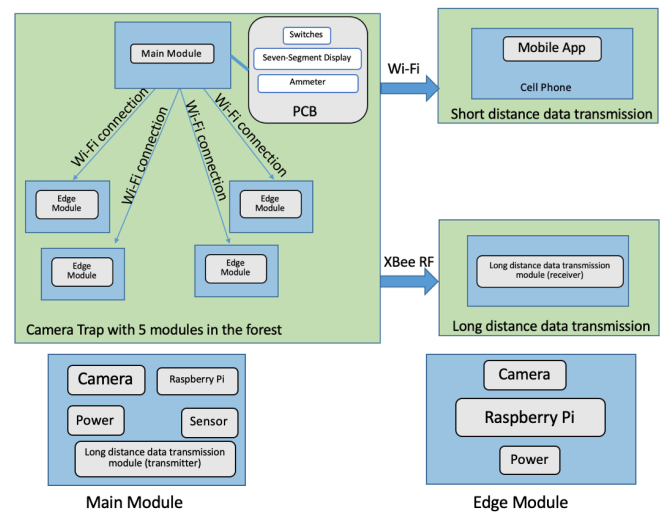 Main Module
Switches
Seven-Segment Display
Ammeter
PCB
Wi-Fi
Mobile App
Cell Phone
Short distance data transmission
Wi-Fi connection
Wi-Fi connection
Wi-Fi connection
Wi-Fi connection
Edge
Module
Edge
Module
Edge
Module
Edge
Module
XBee RF
Long distance data transmission
module (receiver)
Camera Trap with 5 modules in the forest
Long distance data transmission
Camera
Raspberry Pi
Power
Sensor
Long distance data transmission
module (transmitter)
Main Module
Camera
Raspberry Pi
Power
Edge Module